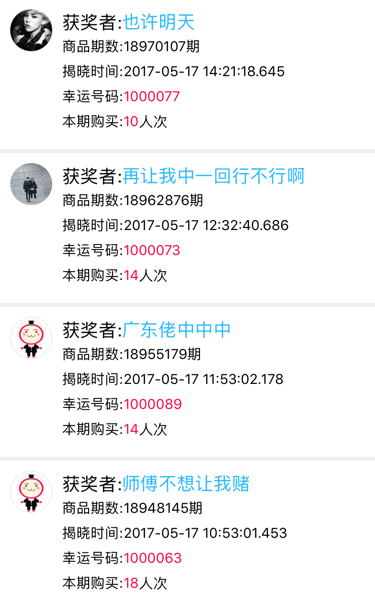 获奖者:也许明天
商品期数:18970107期
揭晓时间:2017-05-17 14:21:18.645
幸运号码:1000077
本期购买:10人次
获奖者:再让我中一回行不行啊
商品期数:18962876期
揭晓时间:2017-05-17 12:32:40.686
幸运号码:1000073
本期购买:14人次
获奖者:广东佬中中中
商品期数:18955179期
揭晓时间:2017-05-17 11:53:02.178
幸运号码:1000089
本期购买:14人次
获奖者:师傅不想让我赌
商品期数:18948145期
揭晓时间:2017-05-17 10:53:01.453
幸运号码:1000063
本期购买:18人次